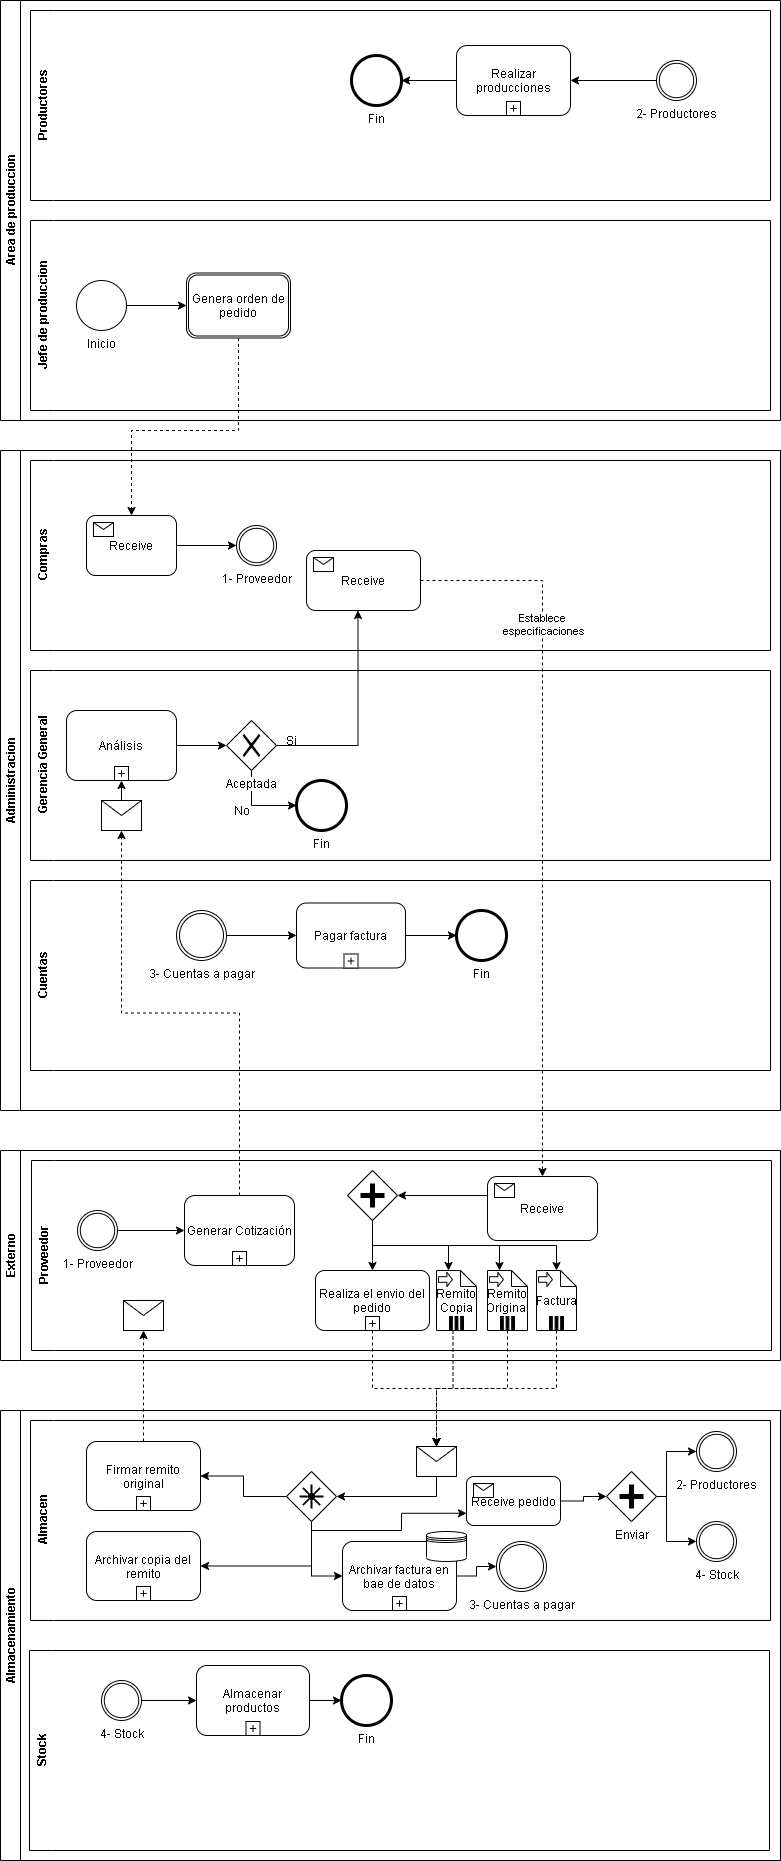 Area de produccion
Productores
Realizar
producciones
Fin
2- Productores
Jefe de produccion
Inicio
Genera orden de
pedido
Administracion
Compras
Receive
1- Proveedor
Receive
Establece
especificaciones
Gerencia General
Análisis
Si
Aceptada
No
Fin
Cuentas
3- Cuentas a pagar
Pagar factura
Fin
Externo
Proveedor
1- Proveedor
Generar Cotización
Receive
Realiza el envio del
pedido
Remito
Copia
Remito
Origina
Factura
Almacenamiento
Almacen
Firmar remito
original
Receive pedido
Enviar
2- Productores
Archivar copia del
remito
Archivar factura en
bae de datos
3- Cuentas a pagar
4- Stock
Stock
4- Stock
Almacenar
productos
Fin